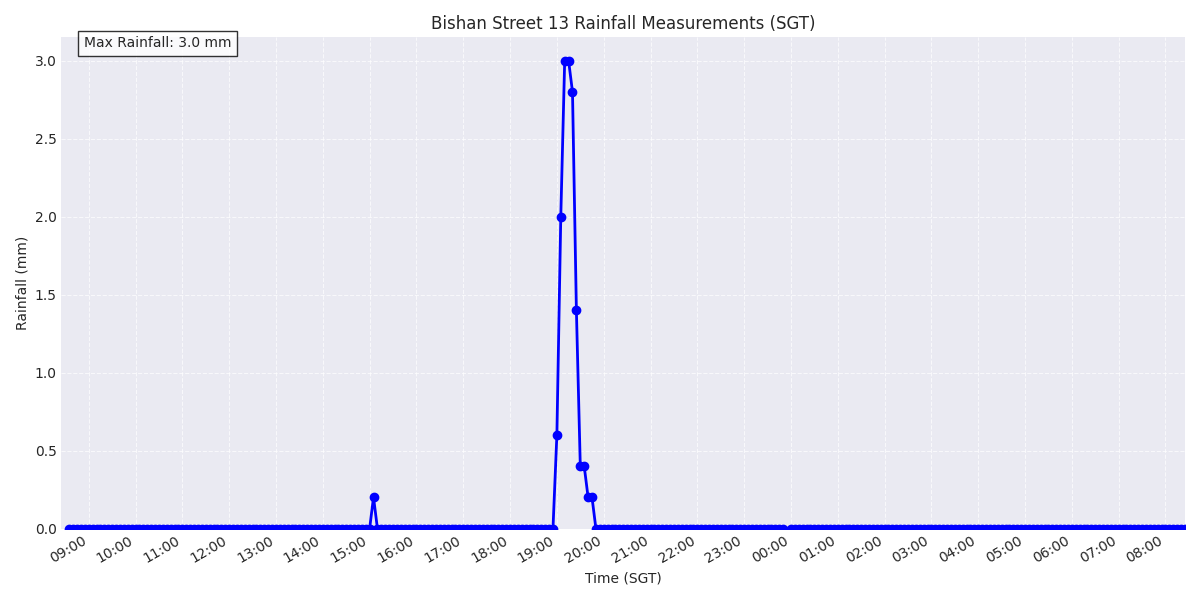 Bishan Street 13 Rainfall Measurements (SGT)
Max Rainfall: 3.0 mm
3.0
2.5
2.0
1.5
1.0
0.5
0.0
Rainfall (mm)
09:00 10:00 11:00 12:00 13:00 14:00 15:00 16:00 17:00 18:00 19:00 20:00 21:00 22:00 23:00 00:00 01:00 02:00 03:00 04:00 05:00 06:00 07:00 08:00
Time (SGT)